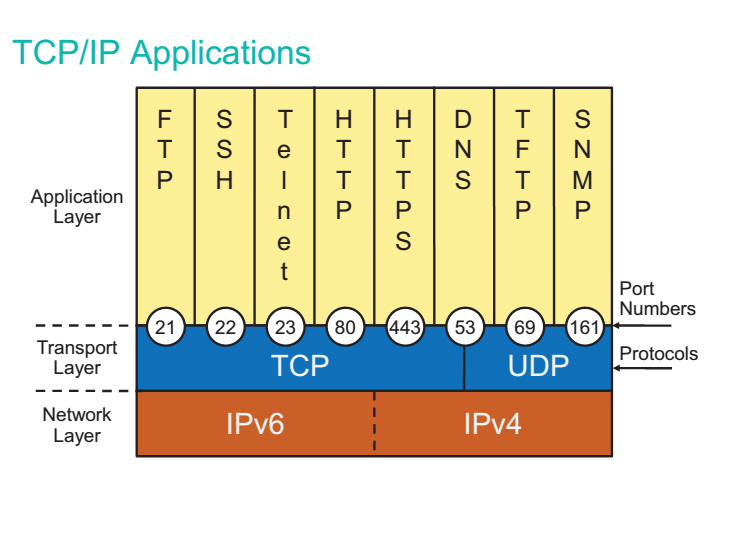 TCP/IP Applications
FTP
SSH
Telnet
HTTP
HTTPS
DNS
TFTP
SNMP
Application
Layer
Port
Numbers
21 22 23 80 443 53 69 161
Transport
Layer
TCP UDP
Protocols
Network
Layer
IPv6 IPv4